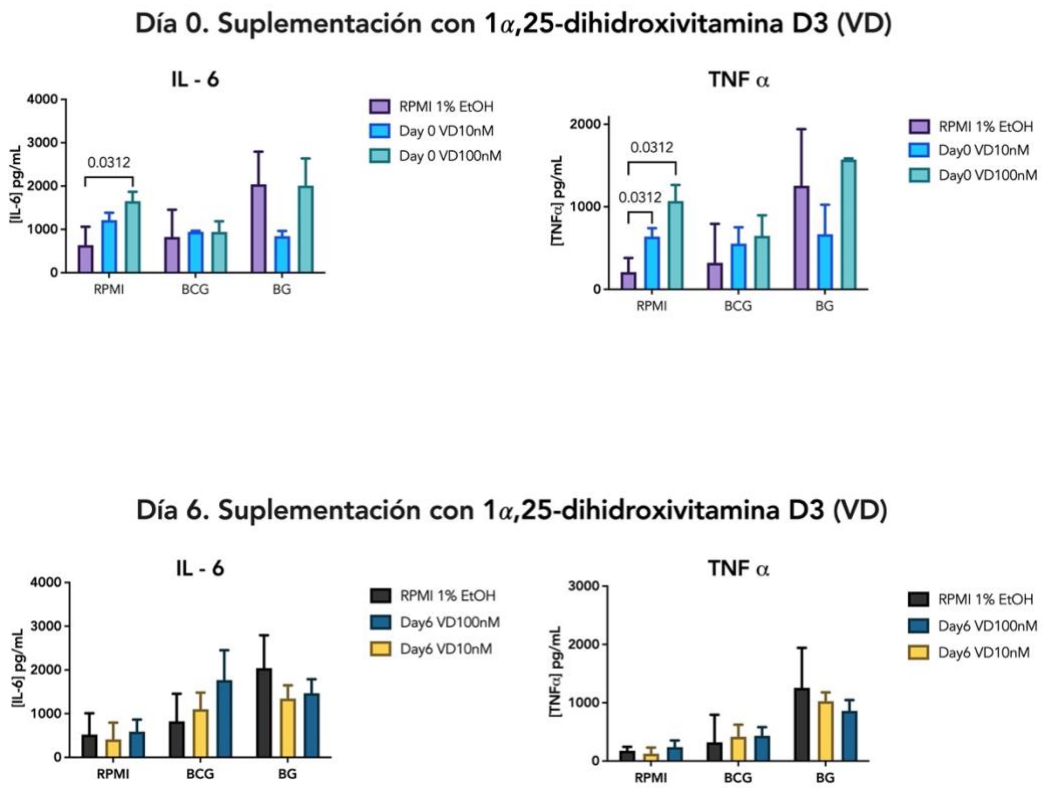 Día 0. Suplementación con 1α,25-dihidroxivitamina D3 (VD)
IL - 6
[IL-6] pg/mL
4000
3000
2000
1000
0
0.0312
RPMI
BCG
BG
RPMI 1% EtOH
Day 0 VD10nM
Day 0 VD100nM
TNF α
[TNFα] pg/mL
2000
1000
0
0.0312
0.0312
RPMI
BCG
BG
RPMI 1% EtOH
Day0 VD10nM
Day0 VD100nM
Día 6. Suplementación con 1α,25-dihidroxivitamina D3 (VD)
IL - 6
[IL-6] pg/mL
4000
3000
2000
1000
0
RPMI
BCG
BG
RPMI 1% EtOH
Day6 VD100nM
Day6 VD10nM
TNF α
[TNFα] pg/mL
3000
2000
1000
0
RPMI
BCG
BG
RPMI 1% EtOH
Day6 VD100nM
Day6 VD10nM